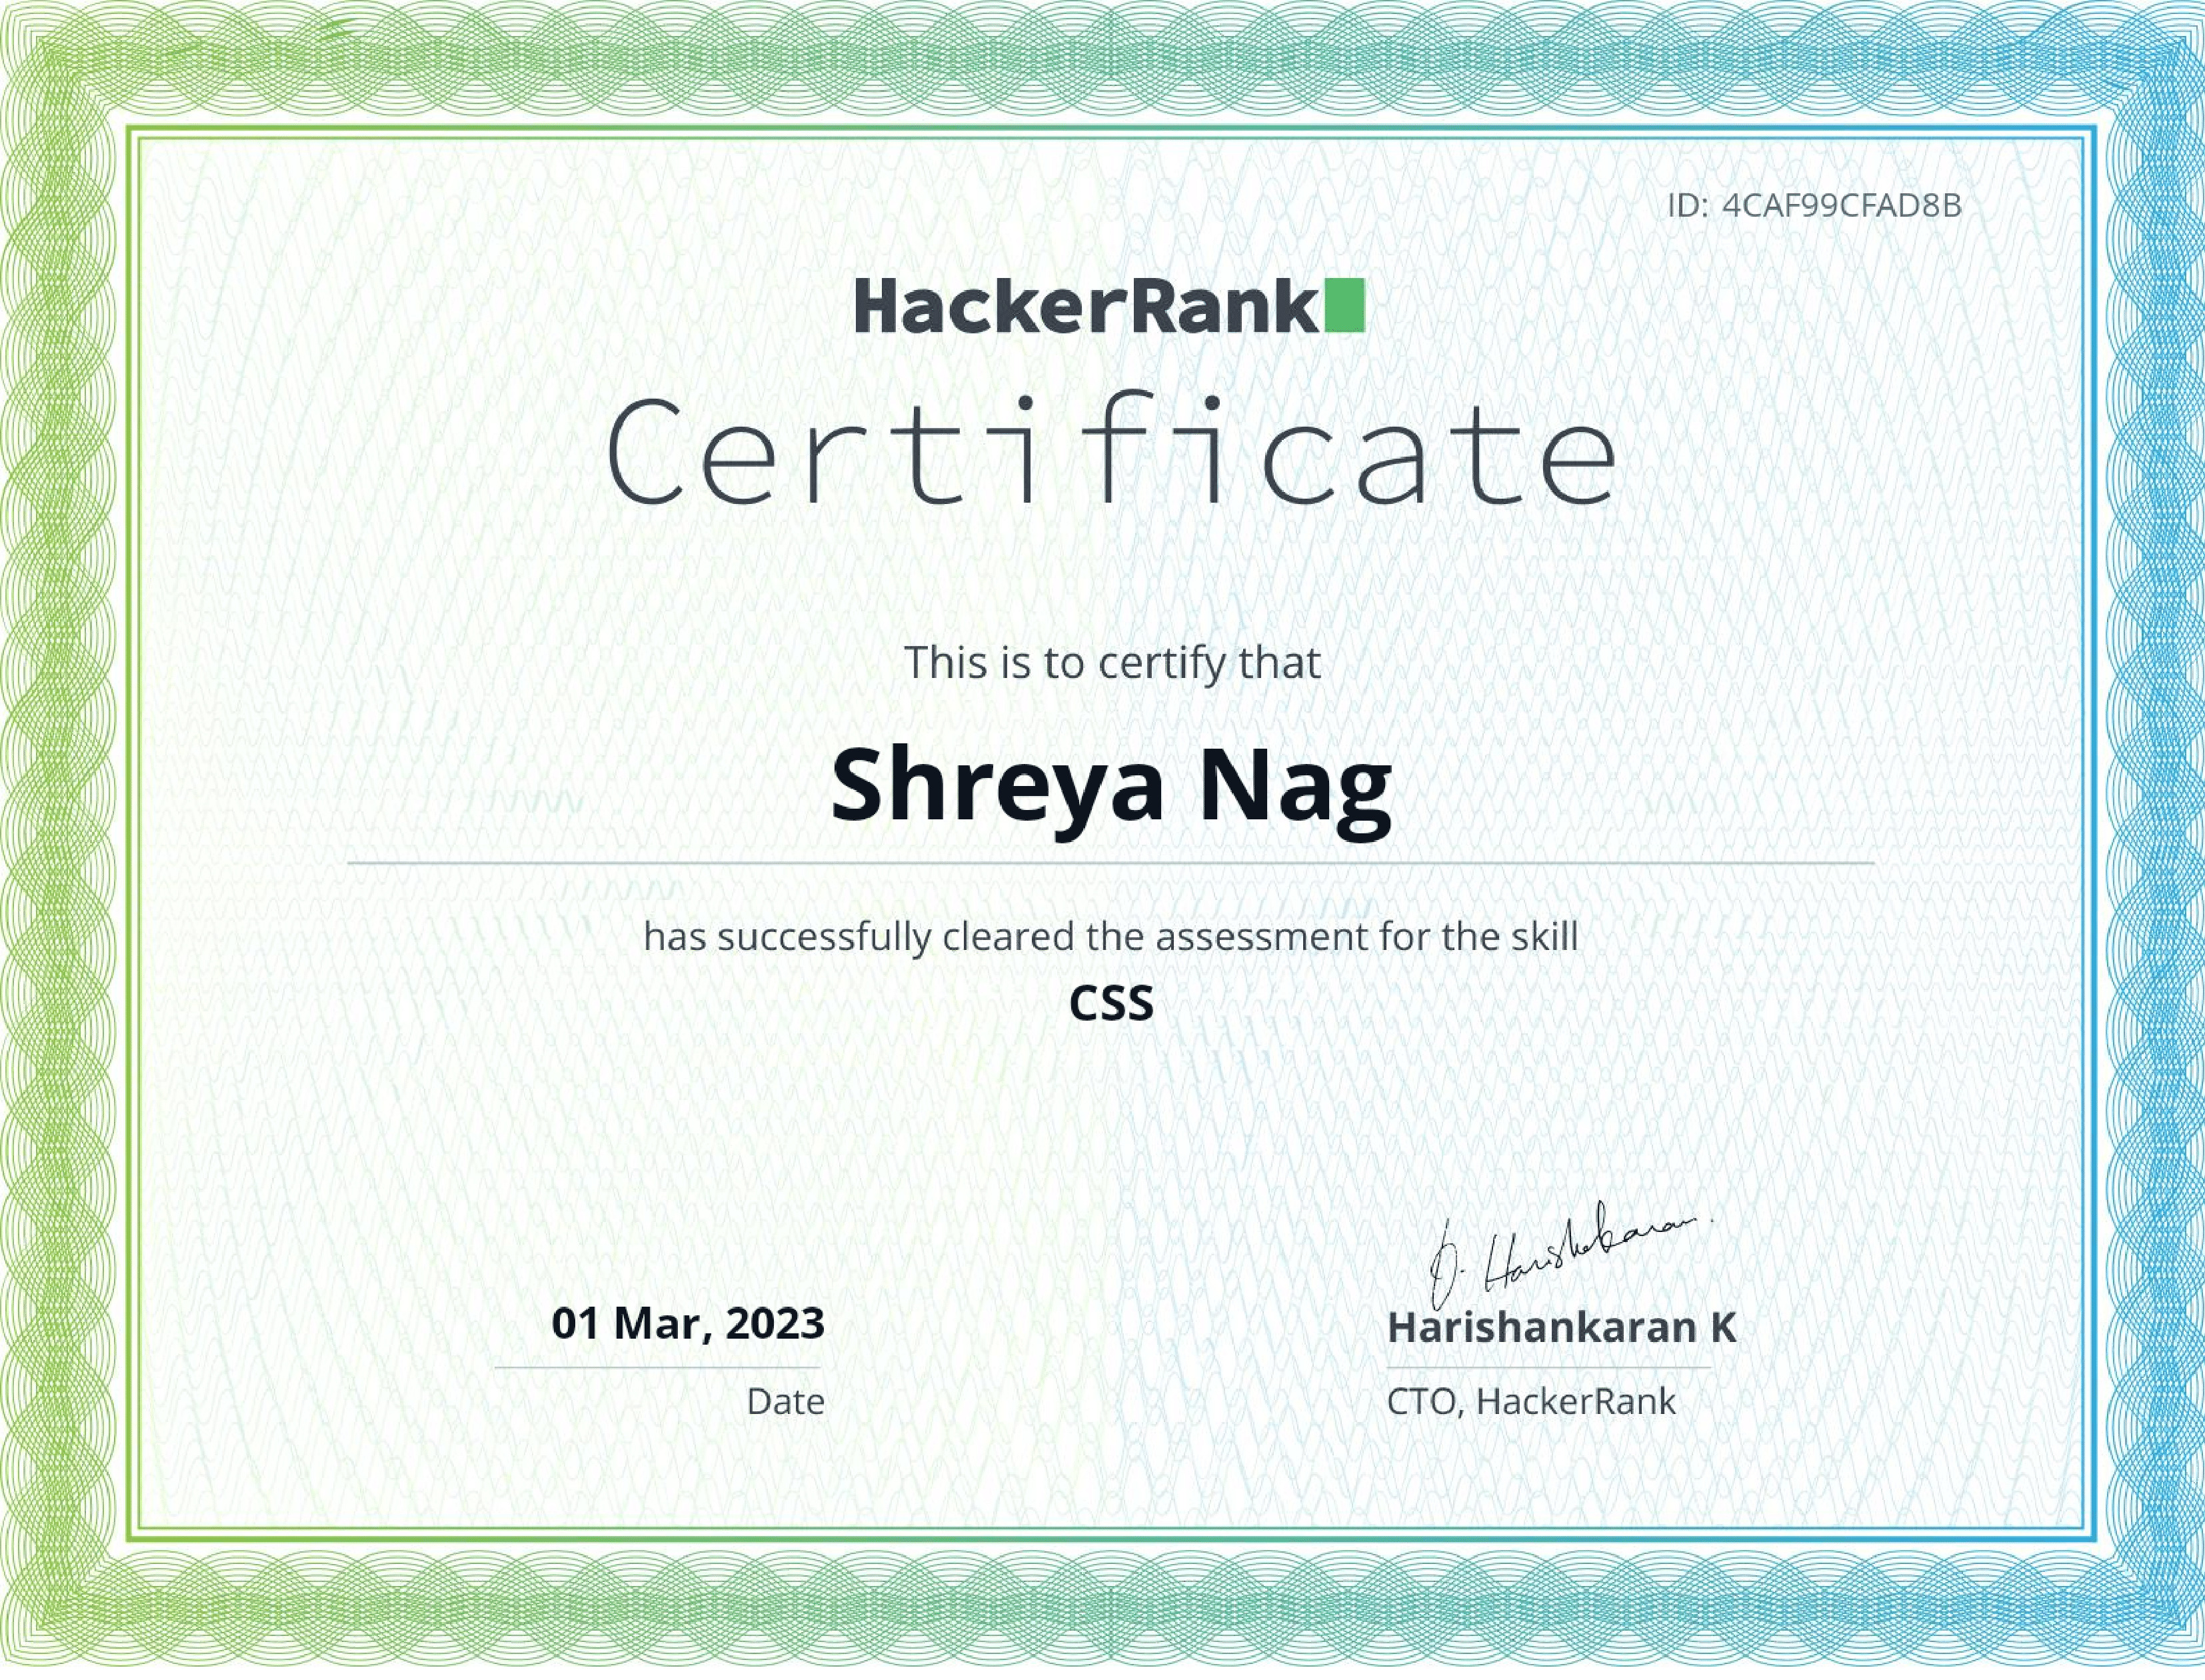 ID: 4CAF99CFAD8B
HackerRank
Certificate
This is to certify that
Shreya Nag
has successfully cleared the assessment for the skill
CSS
D. Harishankaran.
01 Mar, 2023
Harishankaran K
Date
CTO, HackerRank